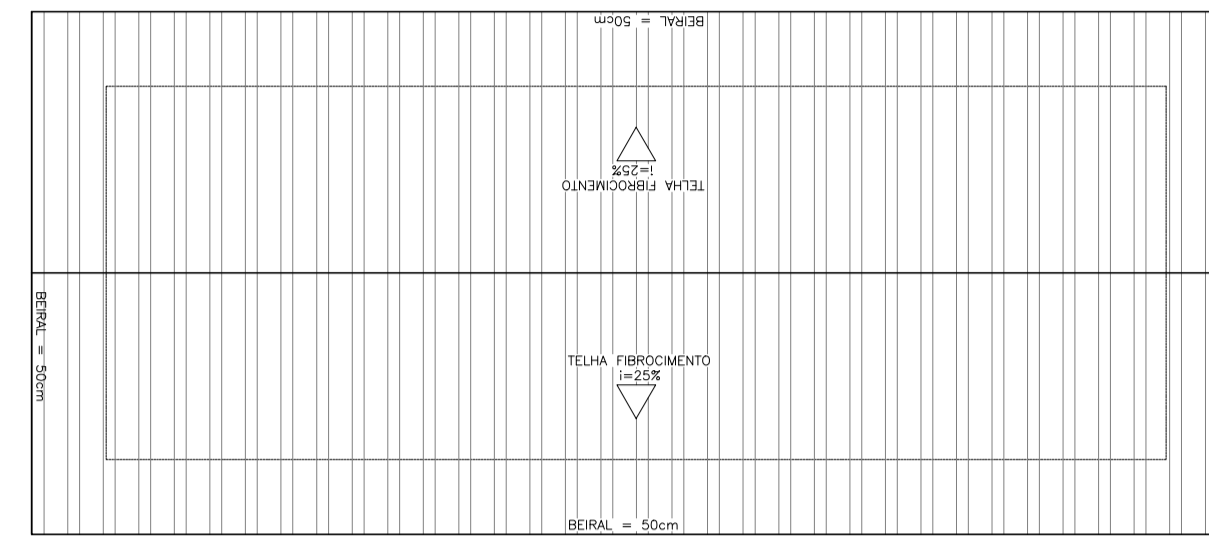 BEIRAL = 50cm
i=25%
TELHA FIBROCIMENTO
BEIRAL = 50cm
TELHA FIBROCIMENTO
i=25%
BEIRAL = 50cm